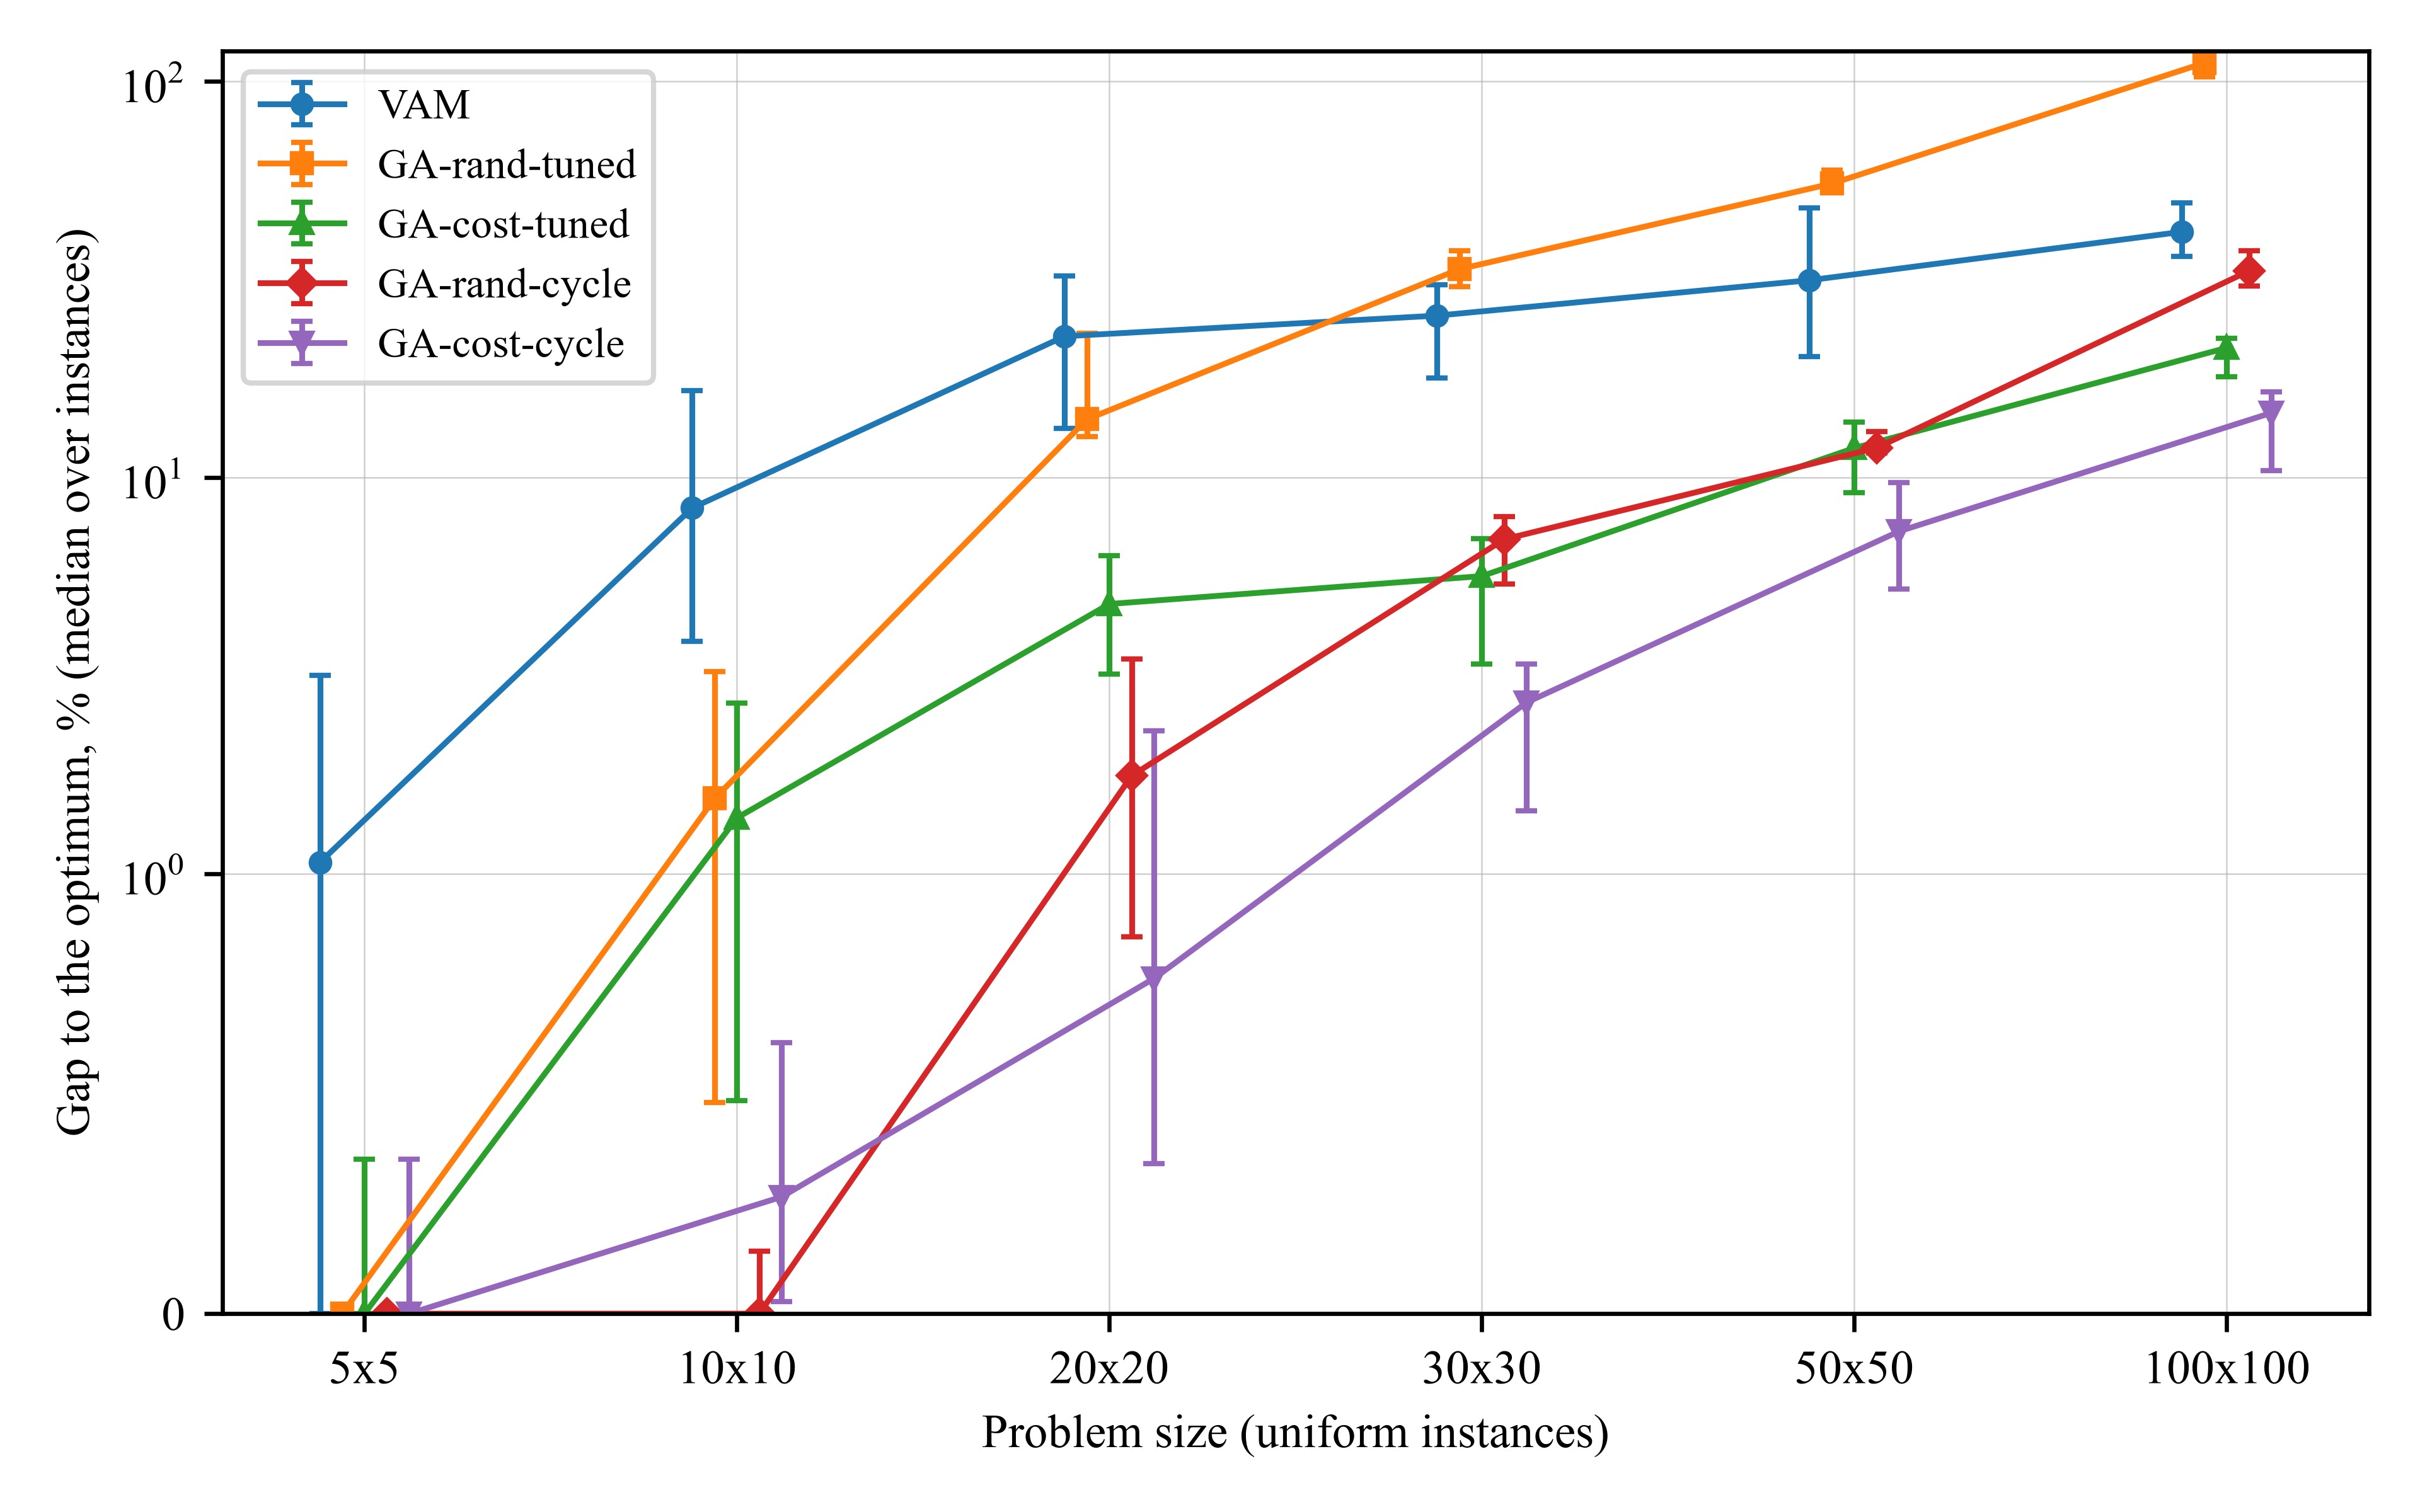 10²
10¹
10⁰
0
Gap to the optimum, % (median over instances)
VAM
GA-rand-tuned
GA-cost-tuned
GA-rand-cycle
GA-cost-cycle
5x5 10x10 20x20 30x30 50x50 100x100
Problem size (uniform instances)